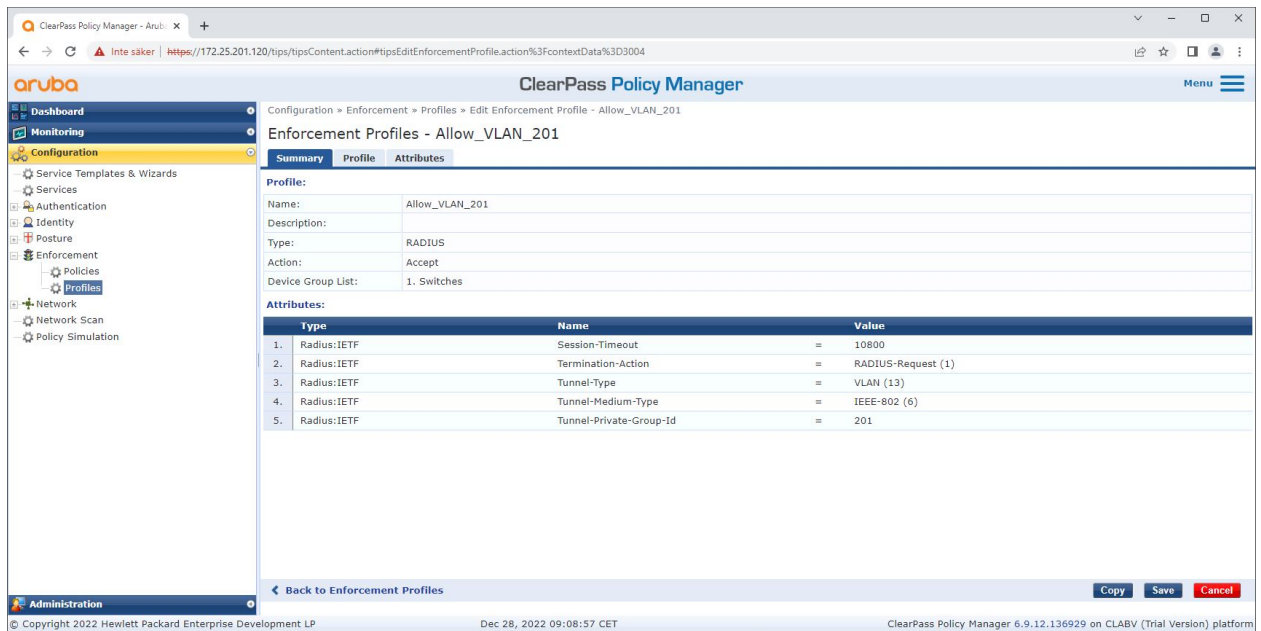 ClearPass Policy Manager - Arub
Inte säker | https://172.25.201.120/tips/tipsContent.action#tipsEditEnforcementProfile.action%3FcontextData%3D3004
aruba
ClearPass Policy Manager
Menu
Dashboard
Monitoring
Configuration
Service Templates & Wizards
Services
Authentication
Identity
Posture
Enforcement
Policies
Profiles
Network
Network Scan
Policy Simulation
Administration
Configuration » Enforcement » Profiles » Edit Enforcement Profile - Allow_VLAN_201
Enforcement Profiles - Allow_VLAN_201
Summary Profile Attributes
Profile:
Name: Allow_VLAN_201
Description:
Type: RADIUS
Action: Accept
Device Group List: 1. Switches
Attributes:
Type Name Value
1. Radius:IETF Session-Timeout = 10800
2. Radius:IETF Termination-Action = RADIUS-Request (1)
3. Radius:IETF Tunnel-Type = VLAN (13)
4. Radius:IETF Tunnel-Medium-Type = IEEE-802 (6)
5. Radius:IETF Tunnel-Private-Group-Id = 201
Back to Enforcement Profiles
Copy Save Cancel
© Copyright 2022 Hewlett Packard Enterprise Development LP Dec 28, 2022 09:08:57 CET ClearPass Policy Manager 6.9.12.136929 on CLABV (Trial Version) platform